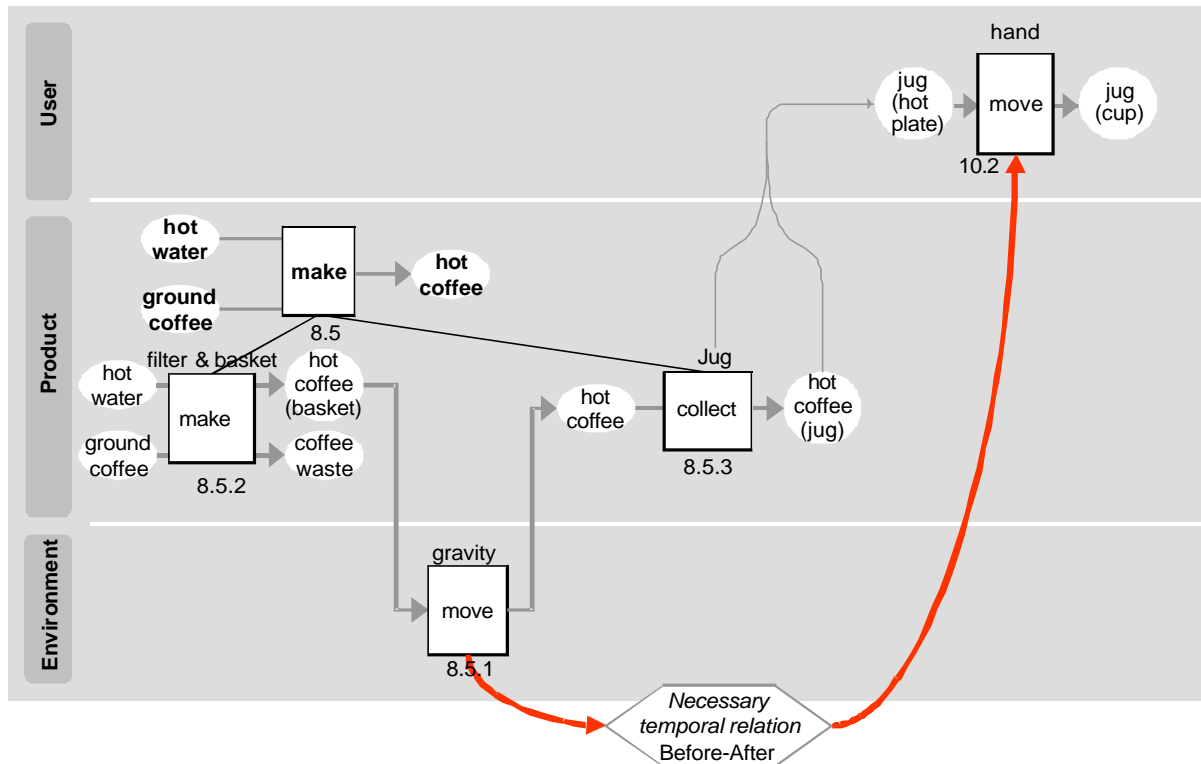 User
hand
jug
(hot
plate)
move
jug
(cup)
10.2
Product
hot
water
ground
coffee
make
hot
coffee
8.5
filter & basket
hot
water
ground
coffee
make
hot
coffee
(basket)
coffee
waste
8.5.2
hot
coffee
Jug
collect
hot
coffee
(jug)
8.5.3
Environment
gravity
move
8.5.1
Necessary
temporal relation
Before-After